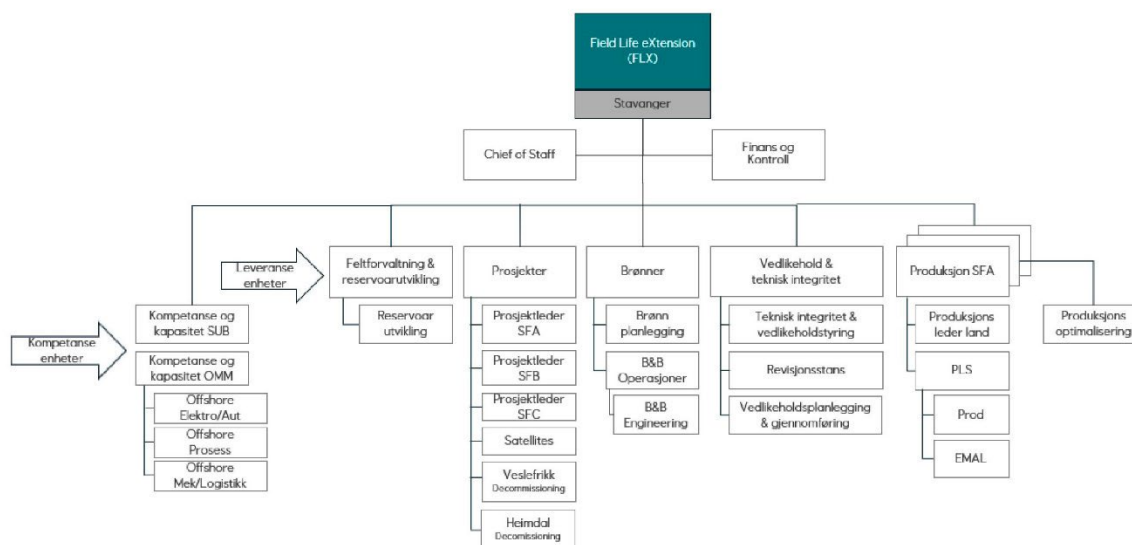 Field Life eXtension
(FLX)
Stavanger
Chief of Staff
Finans og
Kontroll
Leveranse
enheter
Feltforvaltning &
reservoarutvikling
Reservoar
utvikling
Prosjekter
Prosjektleder
SFA
Prosjektleder
SFB
Prosjektleder
SFC
Satellites
Veslefrikk
Decommissioning
Heimdal
Decomissioning
Brønner
Brønn
planlegging
B&B
Operasjoner
B&B
Engineering
Vedlikehold &
teknisk integritet
Teknisk integritet &
vedlikeholdstyring
Revisjonsstans
Vedlikeholdsplanlegging
& gjennomføring
Produksjon SFA
Produksjons
leder land
PLS
Prod
EMAL
Produksjons
optimalisering
Kompetanse
enheter
Kompetanse og
kapasitet SUB
Kompetanse og
kapasitet OMM
Offshore
Elektro/Aut
Offshore
Prosess
Offshore
Mek/Logistikk